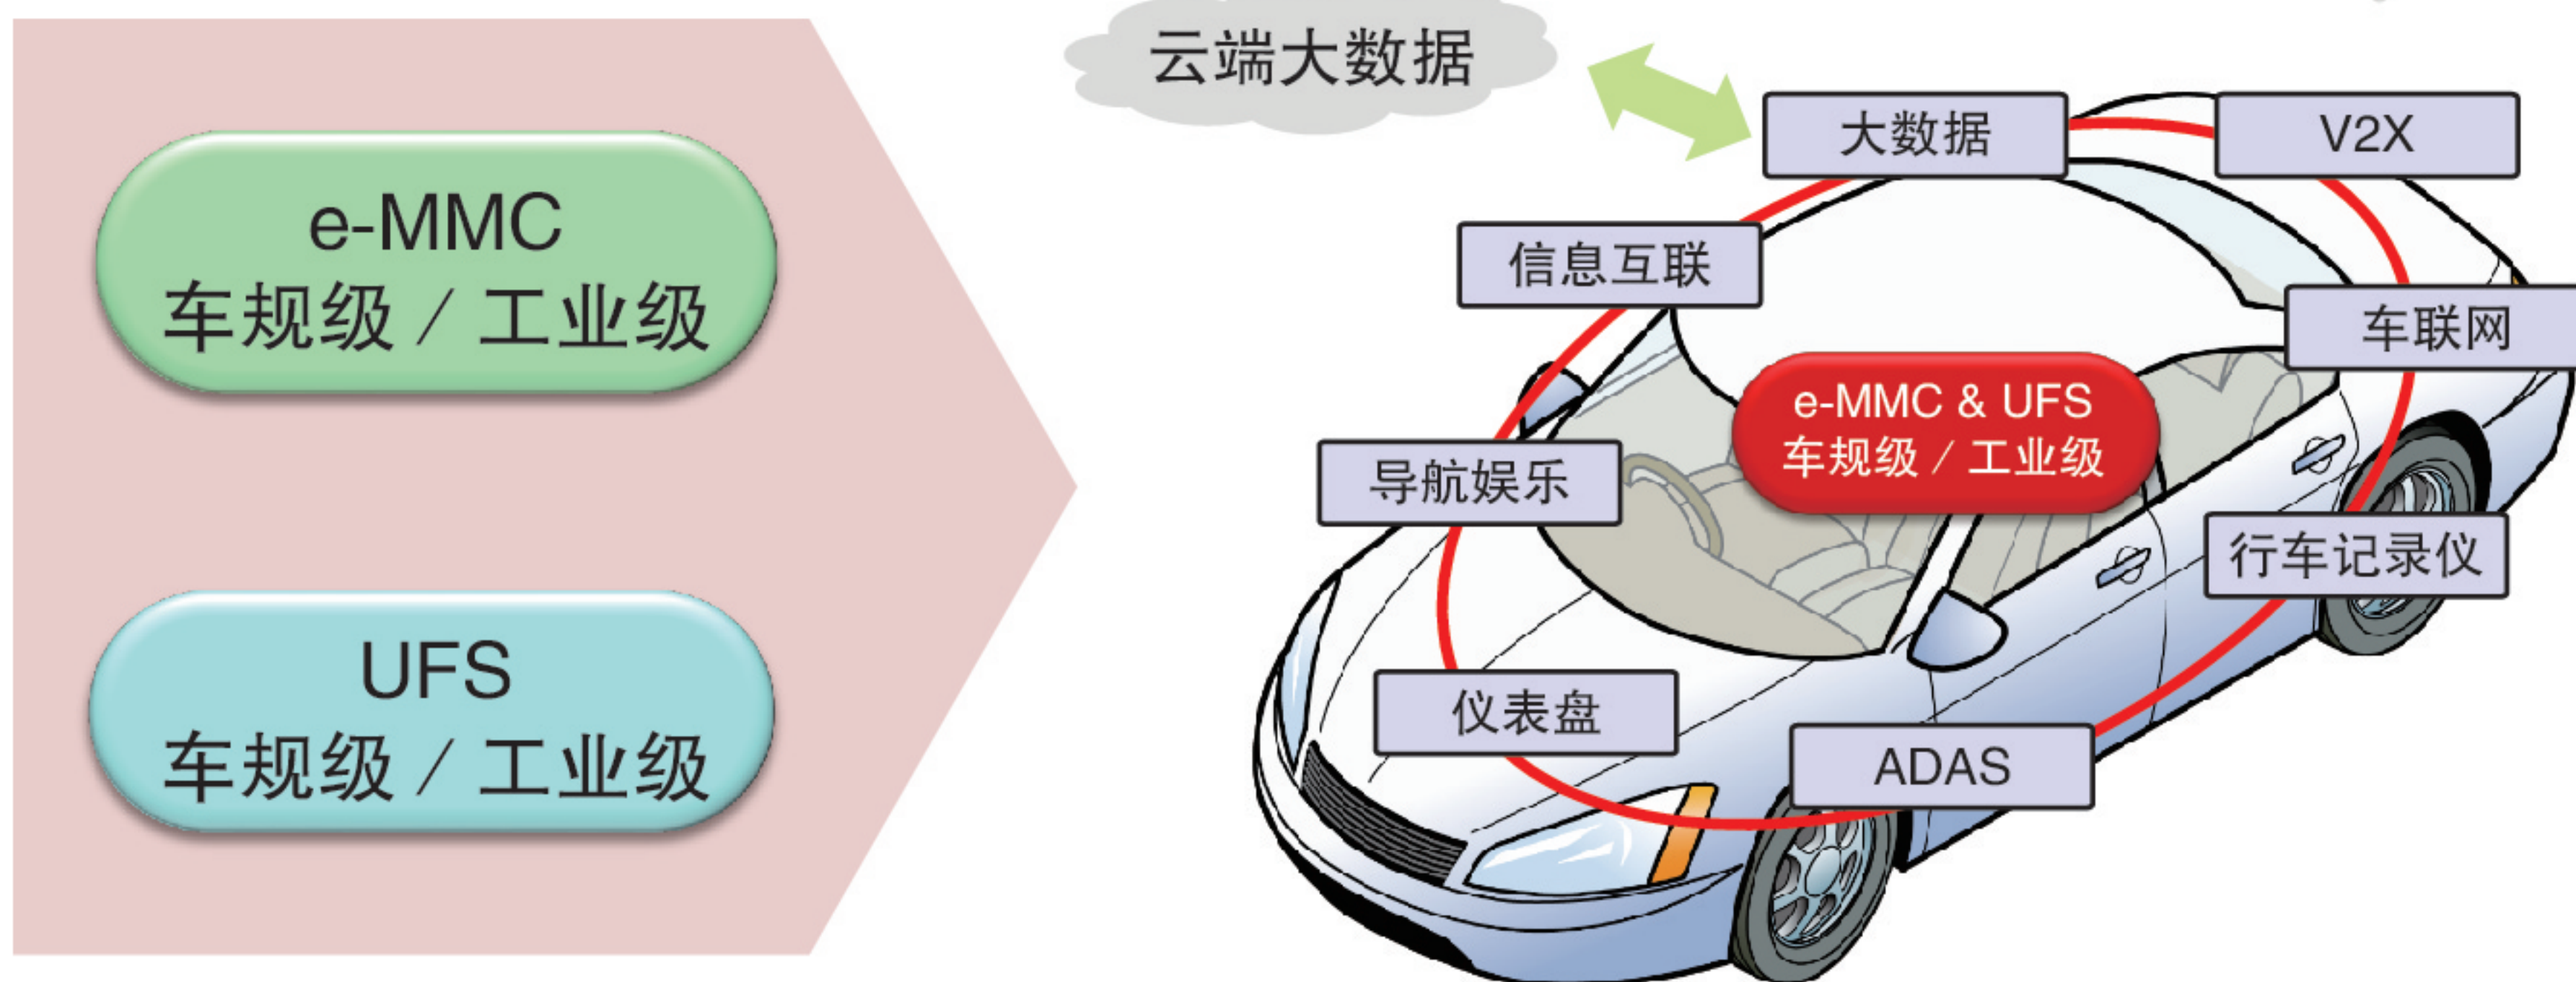 e-MMC
车规级 / 工业级
UFS
车规级 / 工业级
云端大数据
大数据
V2X
信息互联
车联网
e-MMC & UFS
车规级 / 工业级
导航娱乐
行车记录仪
仪表盘
ADAS